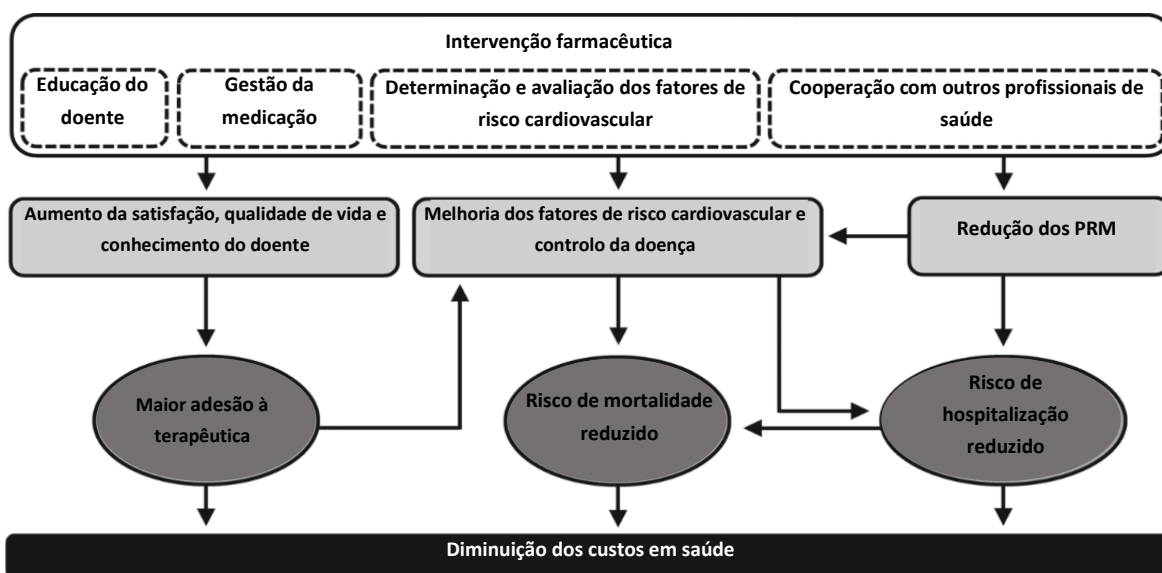 Intervenção farmacêutica
Educação do
doente
Gestão da
medicação
Determinação e avaliação dos fatores de
risco cardiovascular
Cooperação com outros profissionais de
saúde
Aumento da satisfação, qualidade de vida e
conhecimento do doente
Melhoria dos fatores de risco cardiovascular e
controlo da doença
Redução dos PRM
Maior adesão à
terapêutica
Risco de mortalidade
reduzido
Risco de
hospitalização
reduzido
Diminuição dos custos em saúde